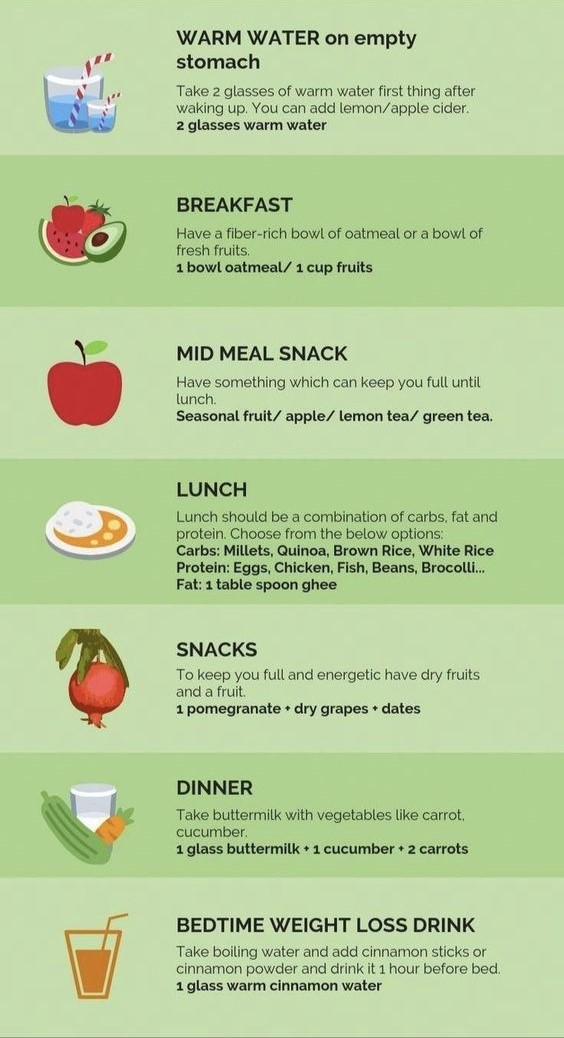 WARM WATER on empty
stomach
Take 2 glasses of warm water first thing after
waking up. You can add lemon/apple cider.
2 glasses warm water
BREAKFAST
Have a fiber-rich bowl of oatmeal or a bowl of
fresh fruits.
1 bowl oatmeal/ 1 cup fruits
MID MEAL SNACK
Have something which can keep you full until
lunch.
Seasonal fruit/ apple/ lemon tea/ green tea.
LUNCH
Lunch should be a combination of carbs, fat and
protein. Choose from the below options:
Carbs: Millets, Quinoa, Brown Rice, White Rice
Protein: Eggs, Chicken, Fish, Beans, Brocolli...
Fat: 1 table spoon ghee
SNACKS
To keep you full and energetic have dry fruits
and a fruit.
1 pomegranate + dry grapes + dates
DINNER
Take buttermilk with vegetables like carrot,
cucumber.
1 glass buttermilk + 1 cucumber + 2 carrots
BEDTIME WEIGHT LOSS DRINK
Take boiling water and add cinnamon sticks or
cinnamon powder and drink it 1 hour before bed.
1 glass warm cinnamon water